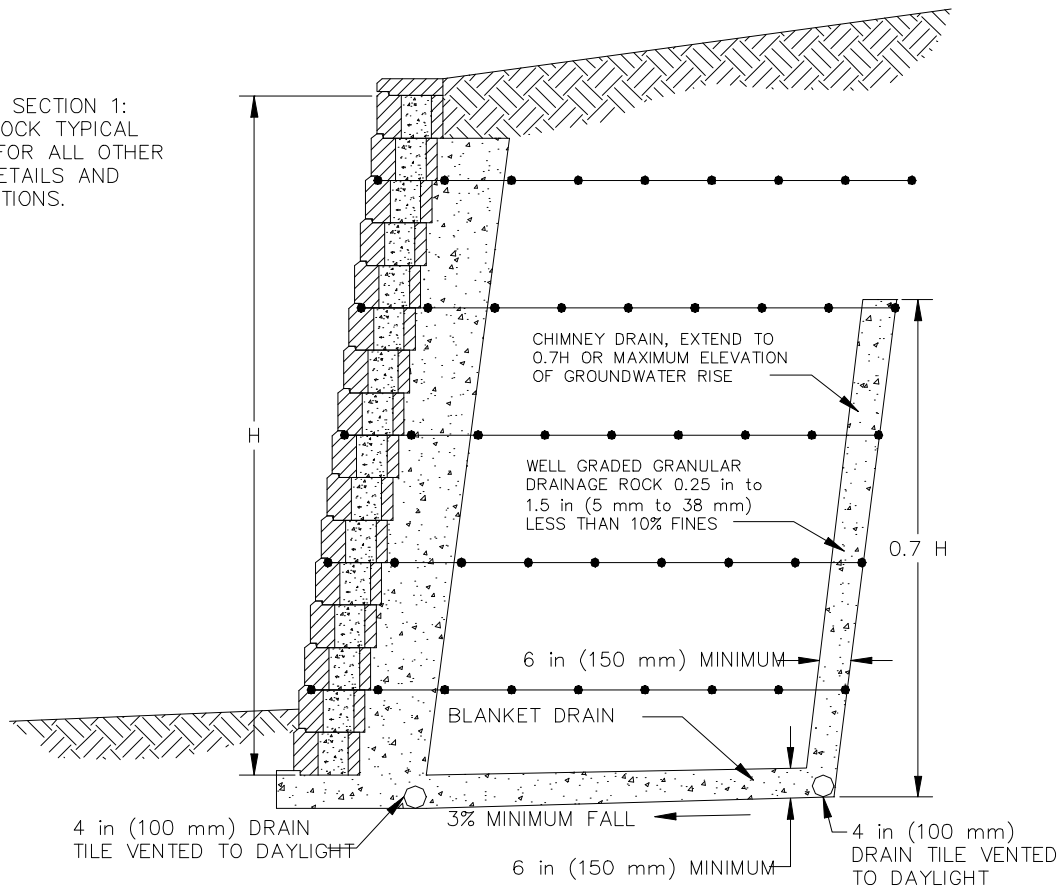 SECTION 1:
OCK TYPICAL
FOR ALL OTHER
ETAILS AND
TIONS.
H
CHIMNEY DRAIN, EXTEND TO
0.7H OR MAXIMUM ELEVATION
OF GROUNDWATER RISE
WELL GRADED GRANULAR
DRAINAGE ROCK 0.25 in to
1.5 in (5 mm to 38 mm)
LESS THAN 10% FINES
0.7 H
6 in (150 mm) MINIMUM
BLANKET DRAIN
3% MINIMUM FALL
4 in (100 mm) DRAIN
TILE VENTED TO DAYLIGHT
6 in (150 mm) MINIMUM
4 in (100 mm)
DRAIN TILE VENTED
TO DAYLIGHT